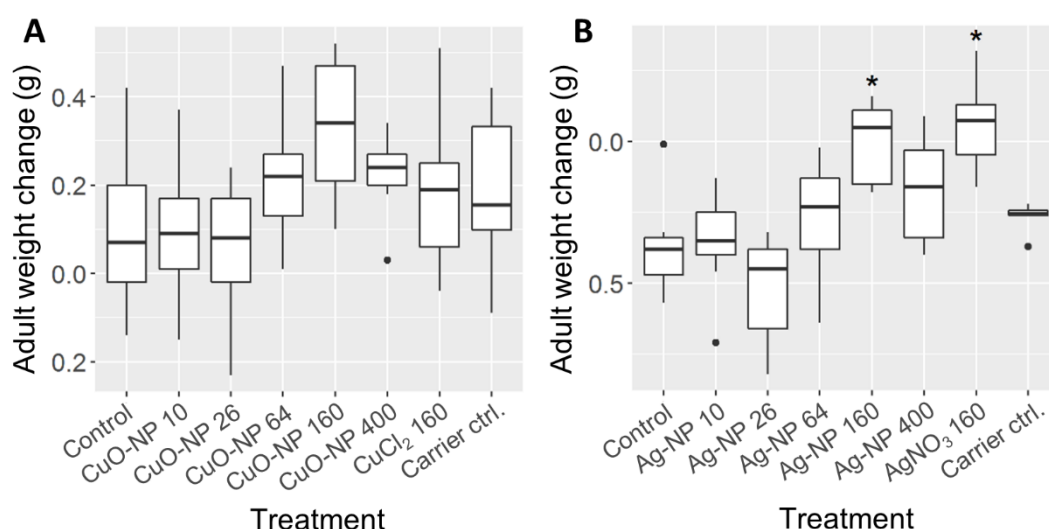 A
Adult weight change (g)
0.4
0.2
0.0
0.2
Control
CuO-NP 10
CuO-NP 26
CuO-NP 64
CuO-NP 160
CuO-NP 400
CuCl₂ 160
Carrier ctrl.
Treatment
B
Adult weight change (g)
0.0
0.5
*
*
Control
Ag-NP 10
Ag-NP 26
Ag-NP 64
Ag-NP 160
Ag-NP 400
AgNO₃ 160
Carrier ctrl.
Treatment